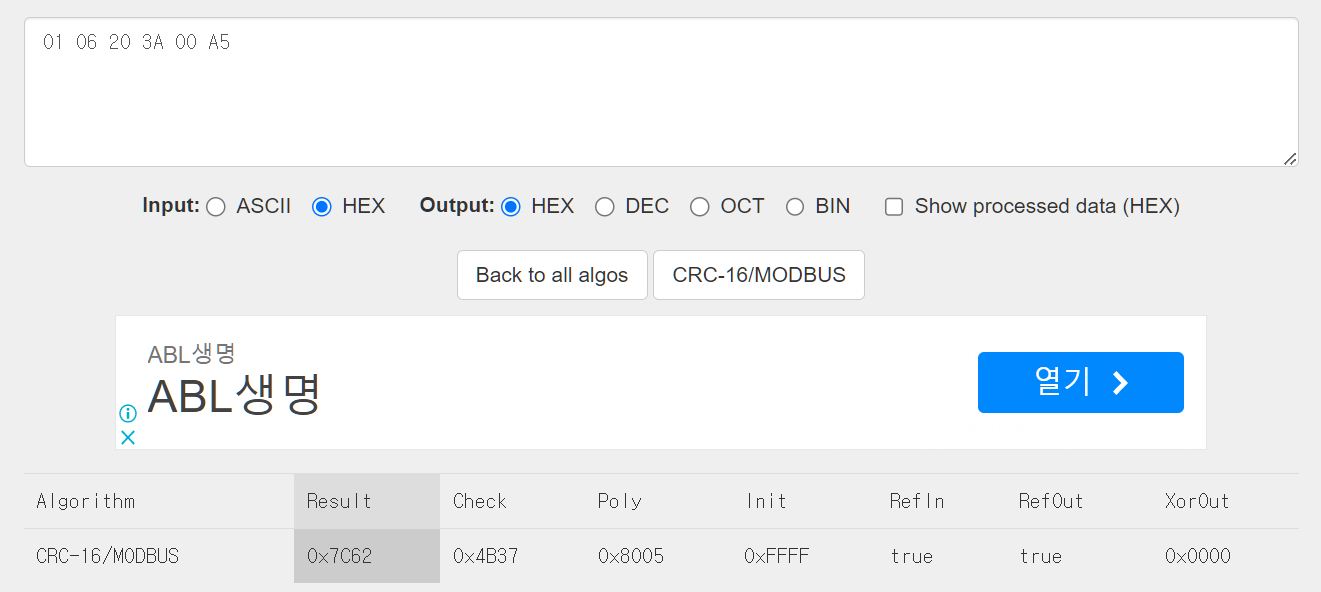 01 06 20 3A 00 A5
Input: ASCII HEX Output: HEX DEC OCT BIN Show processed data (HEX)
Back to all algos CRC-16/MODBUS
ABL생명
ABL생명
열기
Algorithm Result Check Poly Init RefIn RefOut XorOut
CRC-16/MODBUS 0x7C62 0x4B37 0x8005 0xFFFF true true 0x0000